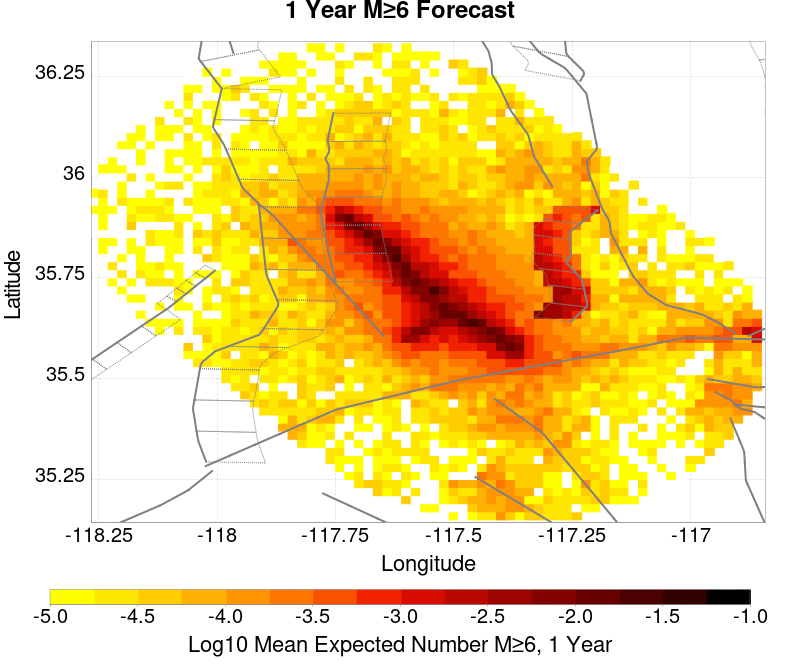 1 Year M≥6 Forecast
36.25
36
35.75
35.5
35.25
Latitude
-118.25 -118 -117.75 -117.5 -117.25 -117
Longitude
-5.0 -4.5 -4.0 -3.5 -3.0 -2.5 -2.0 -1.5 -1.0
Log10 Mean Expected Number M≥6, 1 Year